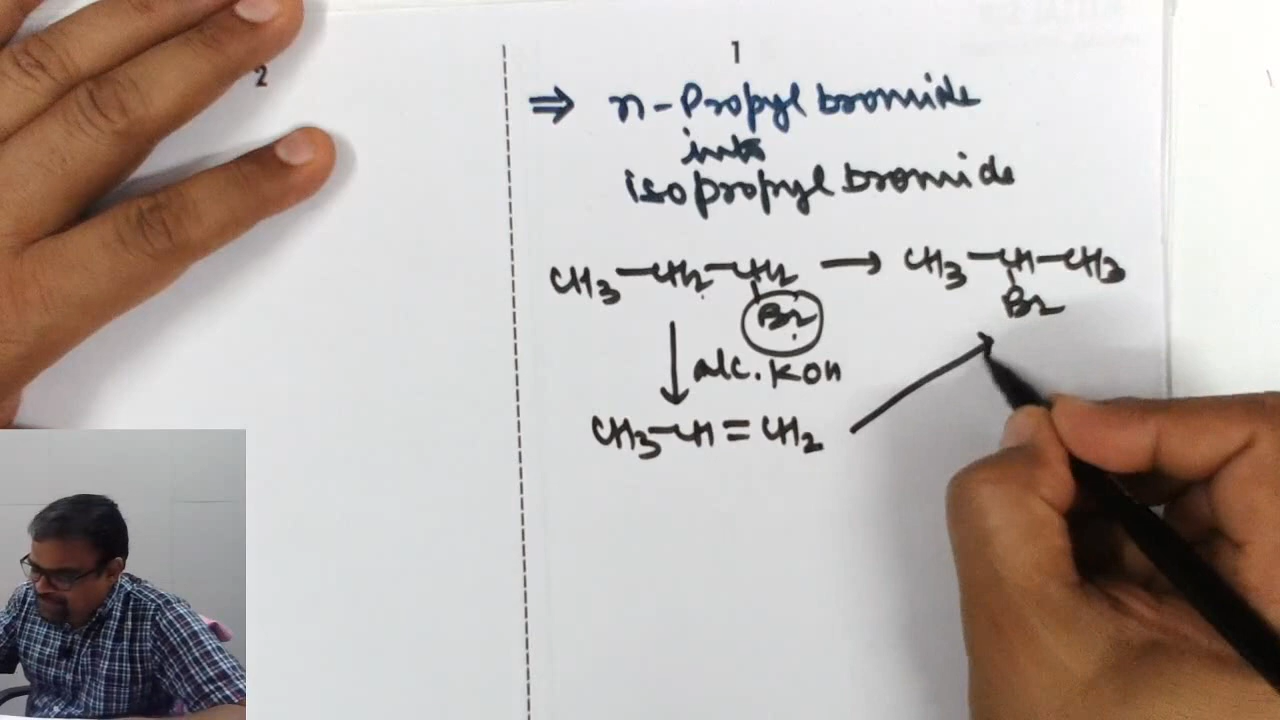 2
1
⇒ n-Propyl bromide
into
isopropyl bromide
CH3-CH2-CH2 → CH3-CH-CH3
Br Br
↓ alc. KOH
CH3-CH=CH2